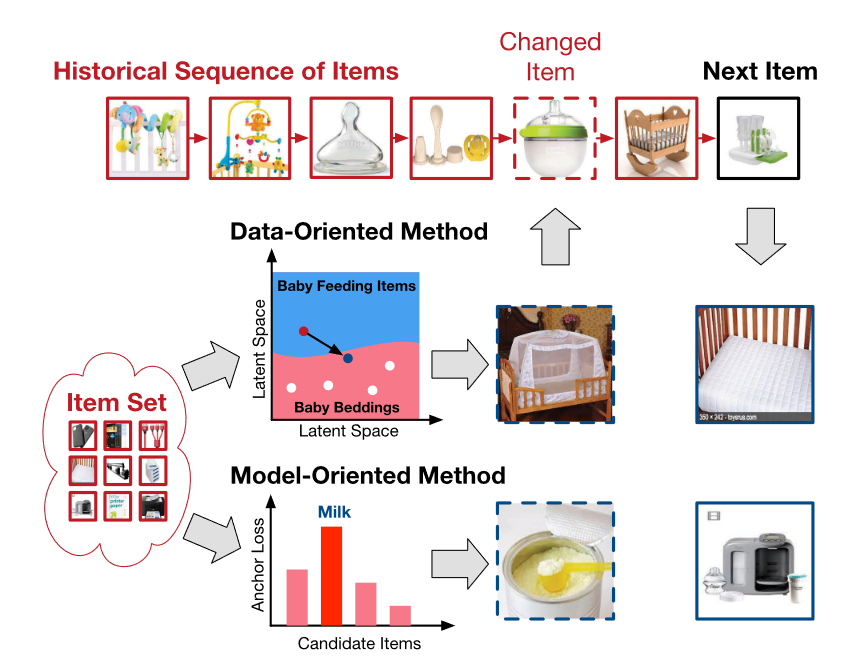 Changed
Item
Historical Sequence of Items
Next Item
Data-Oriented Method
Baby Feeding Items
Latent Space
Baby Beddings
Latent Space
350 × 242 - toysrus.com
Item Set
Model-Oriented Method
Milk
Anchor Loss
Candidate Items